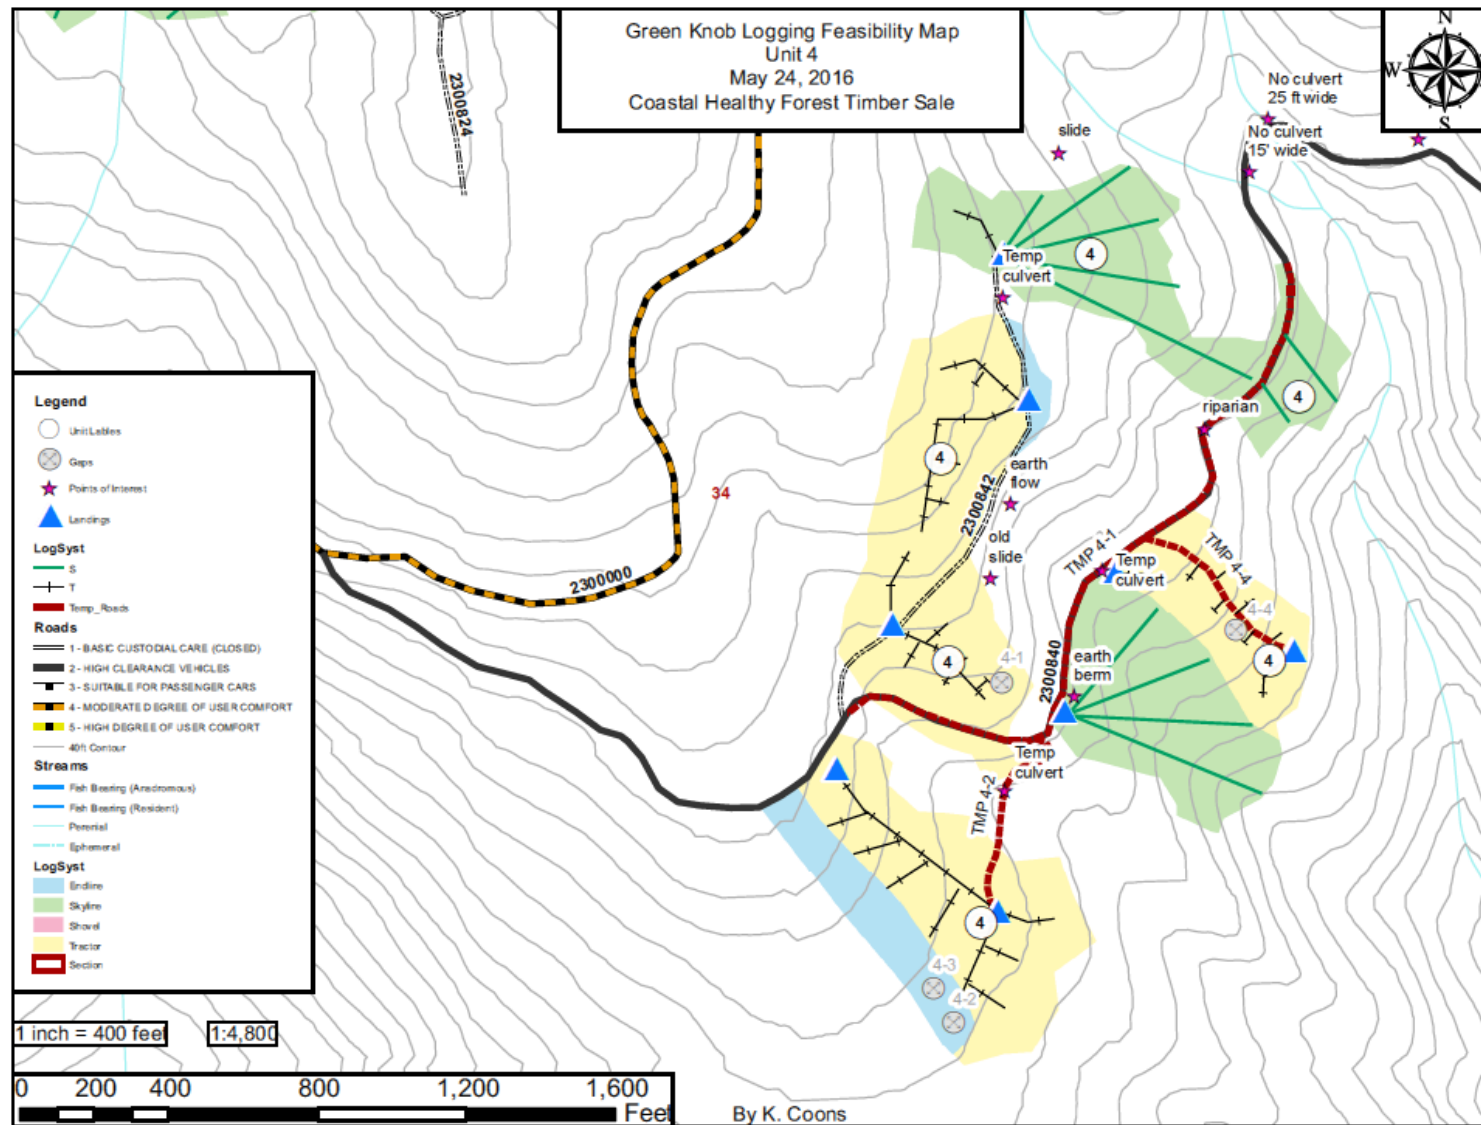 Green Knob Logging Feasibility Map
Unit 4
May 24, 2016
Coastal Healthy Forest Timber Sale
N
W
S
2300824
slide
No culvert
25 ft wide
No culvert
15' wide
Temp
culvert
4
4
riparian
4
earth
flow
2300842
old
slide
34
2300000
TMP 4-1
Temp
culvert
TMP 4-4
4-4
4
4
4-1
2300840
earth
berm
Temp
culvert
TMP 4-2
4
4-3
4-2
Legend
Unit Lables
Gaps
Points of Interest
Landings
LogSyst
S
T
Temp_Roads
Roads
1 - BASIC CUSTODIAL CARE (CLOSED)
2 - HIGH CLEARANCE VEHICLES
3 - SUITABLE FOR PASSENGER CARS
4 - MODERATE DEGREE OF USER COMFORT
5 - HIGH DEGREE OF USER COMFORT
40ft Contour
Streams
Fish Bearing (Anadromous)
Fish Bearing (Resident)
Perenial
Ephemeral
LogSyst
Endline
Skyline
Shovel
Tractor
Section
1 inch = 400 feet
1:4,800
0 200 400 800 1,200 1,600
Feet
By K. Coons